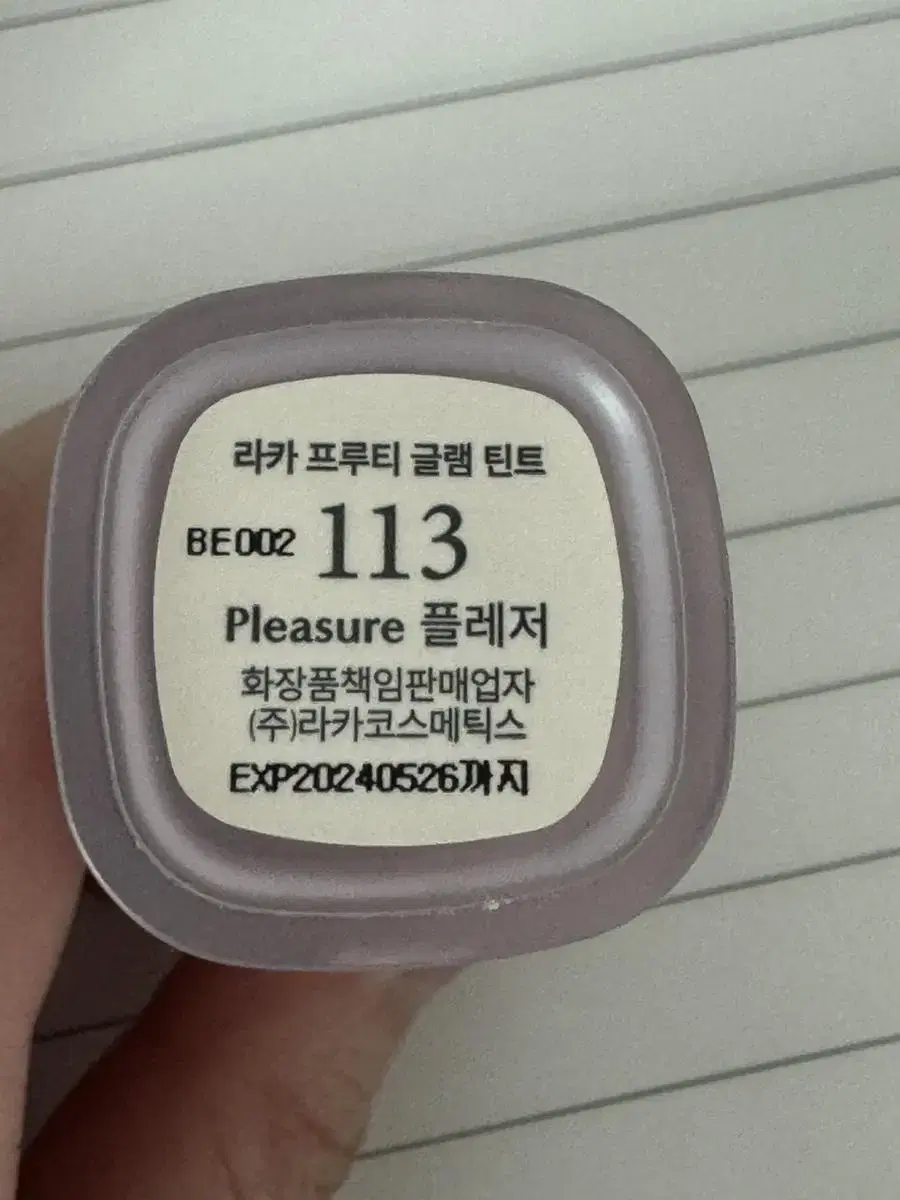 라카 프루티 글램 틴트
BE002 113
Pleasure 플레저
화장품책임판매업자
(주)라카코스메틱스
EXP20240526까지